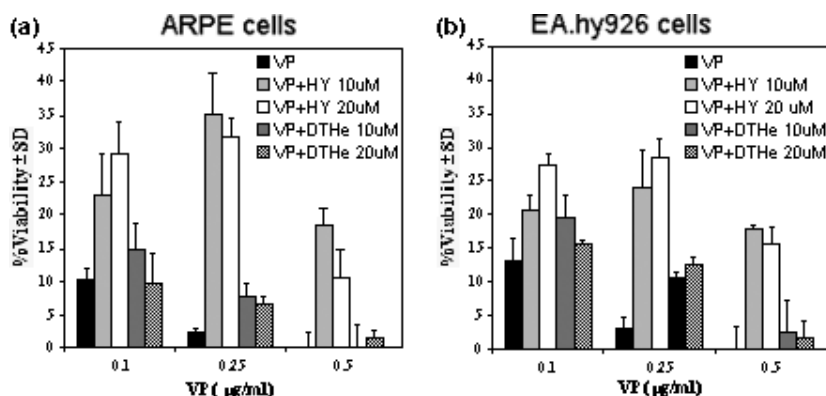 (a) ARPE cells
45
40
35
30
25
20
15
10
5
0
%Viability ±SD
VP
VP+HY 10uM
VP+HY 20uM
VP+DTHe 10uM
VP+DTHe 20uM
0.1 0.25 0.5
VP ( µg/ml)
(b) EA.hy926 cells
45
40
35
30
25
20
15
10
5
0
%Viability ±SD
VP
VP+HY 10uM
VP+HY 20 uM
VP+DTHe 10uM
VP+DTHe 20uM
0.1 0.25 0.5
VP ( µg/ml)